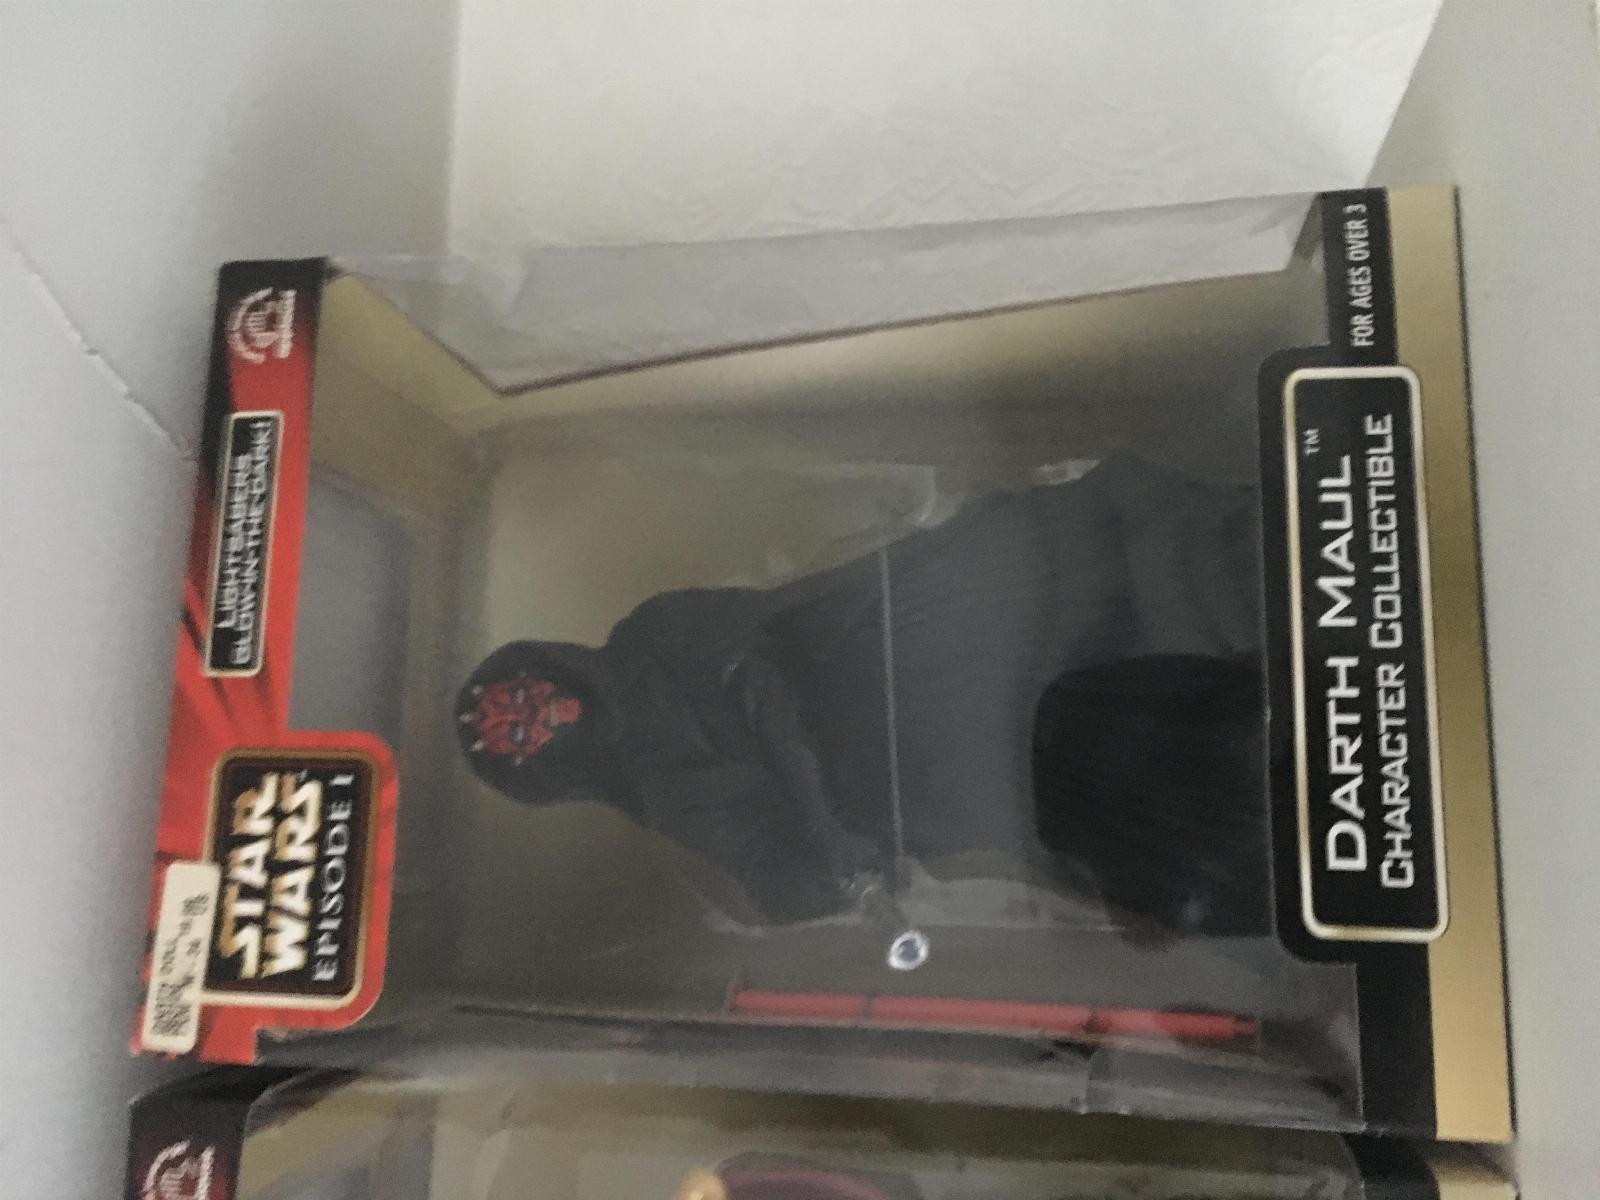 LIGHTSABERS
GLOW-IN-THE-DARK!
STAR
WARS
EPISODE I
FOR AGES OVER 3
DARTH MAUL™
CHARACTER COLLECTIBLE